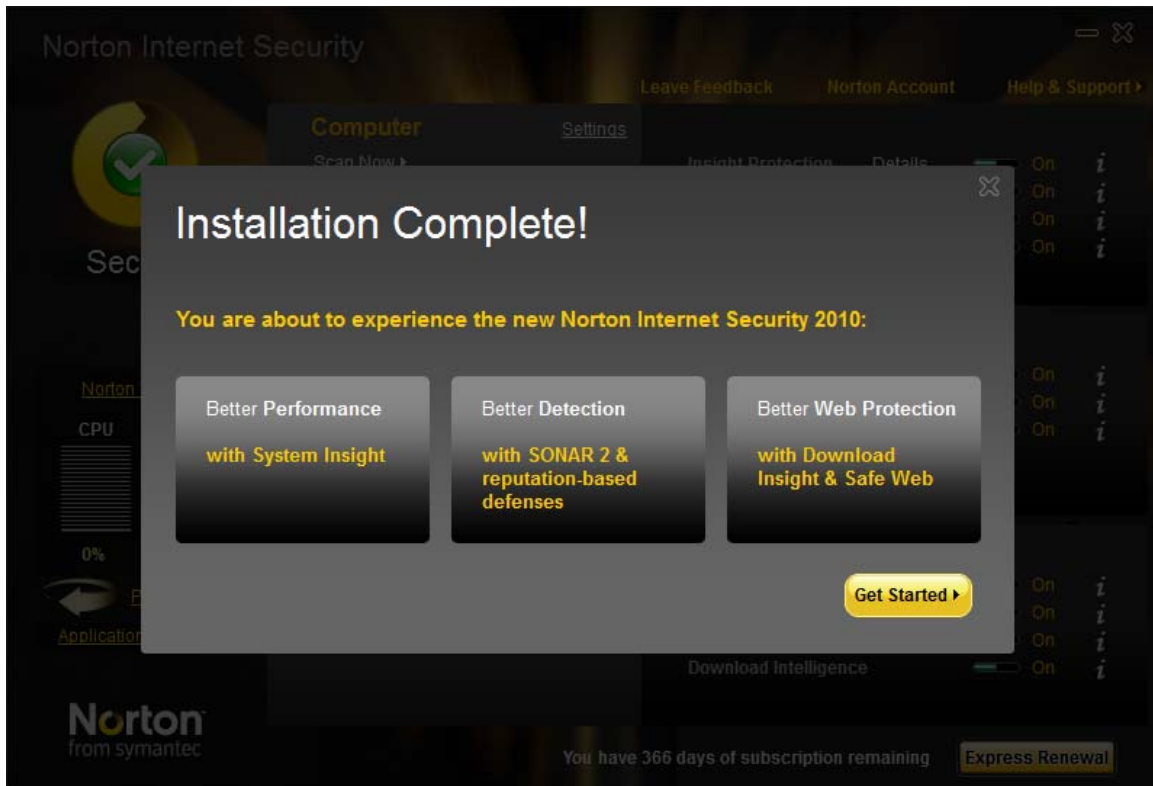 Norton Internet Security
Leave Feedback
Norton Account
Help & Support
Computer
Settings
Scan Now
Insight Protection
Details
On
i
On
i
On
i
On
i
Sec
Installation Complete!
You are about to experience the new Norton Internet Security 2010:
Better Performance
with System Insight
Better Detection
with SONAR 2 &
reputation-based
defenses
Better Web Protection
with Download
Insight & Safe Web
Get Started
Norton
CPU
0%
P
Application
On
i
On
i
On
i
On
i
On
i
On
i
Download Intelligence
On
i
Norton
from symantec
You have 366 days of subscription remaining
Express Renewal